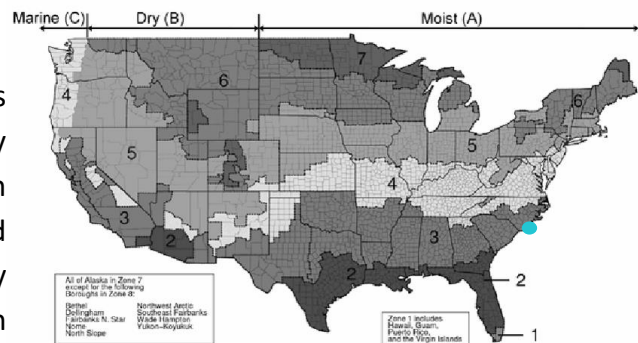 Marine (C) Dry (B) Moist (A)
7
6
6
4
s
y
5
5
n
4
d
3
3
y
2
2
2
n
All of Alaska in Zone 7
except for the following
Boroughs in Zone 8:
Bethel Northwest Arctic
Dellingham Southeast Fairbanks
Fairbanks N. Star Wade Hampton
Nome Yukon-Koyukuk
North Slope
Zone 1 includes
Hawaii, Guam,
Puerto Rico,
and the Virgin Islands
1